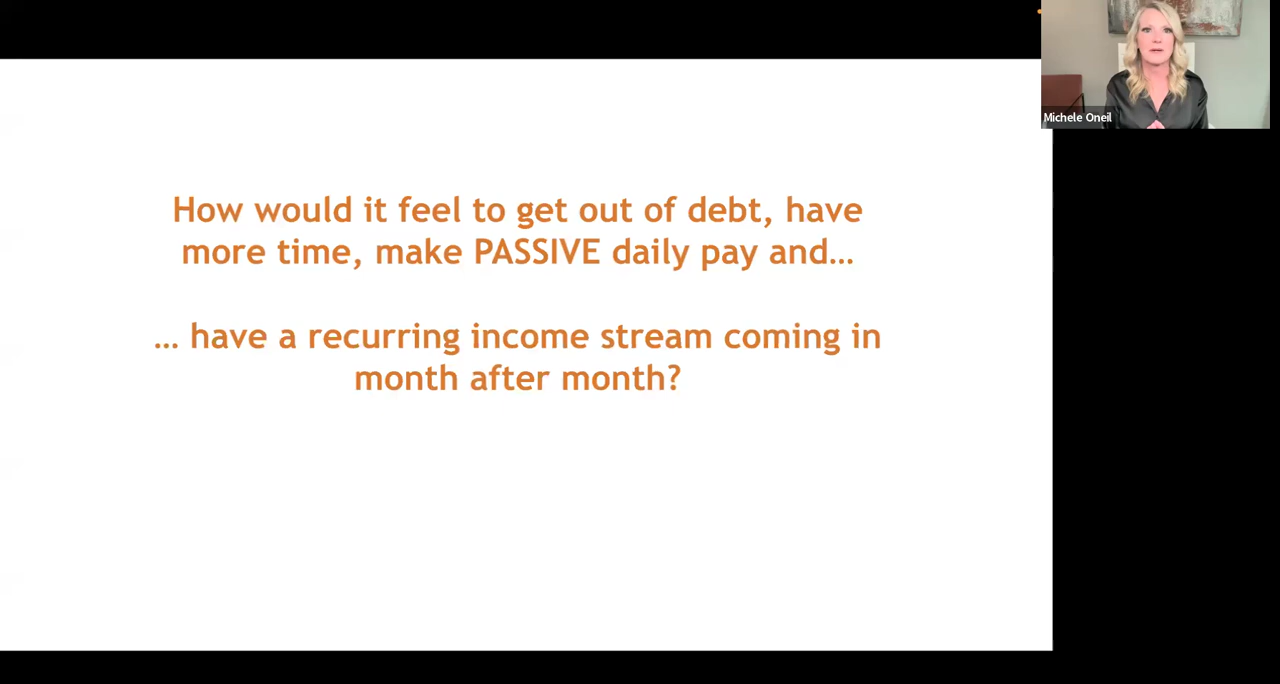 Michele Oneil
How would it feel to get out of debt, have
more time, make PASSIVE daily pay and...
... have a recurring income stream coming in
month after month?